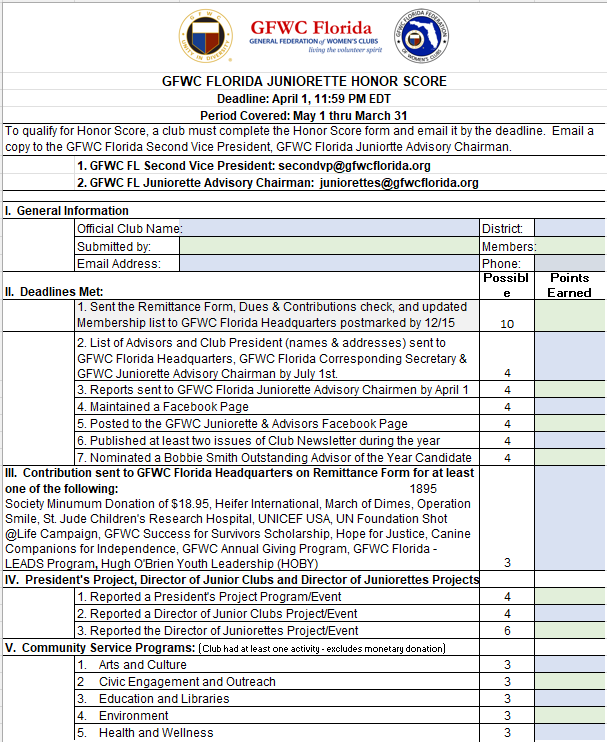 GFWC Florida
GENERAL FEDERATION of WOMEN'S CLUBS
living the volunteer spirit
UNITY IN DIVERSITY
GFWC FLORIDA JUNIORETTE HONOR SCORE
Deadline: April 1, 11:59 PM EDT
Period Covered: May 1 thru March 31
To qualify for Honor Score, a club must complete the Honor Score form and email it by the deadline. Email a
copy to the GFWC Florida Second Vice President, GFWC Florida Juniortte Advisory Chairman.
1. GFWC FL Second Vice President: secondvp@gfwcflorida.org
2. GFWC FL Juniorette Advisory Chairman: juniorettes@gfwcflorida.org
I. General Information
Official Club Name: District:
Submitted by: Members:
Email Address: Phone:
II. Deadlines Met: Possibl e Points Earned
1. Sent the Remittance Form, Dues & Contributions check, and updated
Membership list to GFWC Florida Headquarters postmarked by 12/15 10
2. List of Advisors and Club President (names & addresses) sent to
GFWC Florida Headquarters, GFWC Florida Corresponding Secretary &
GFWC Juniorette Advisory Chairman by July 1st. 4
3. Reports sent to GFWC Florida Juniorette Advisory Chairmen by April 1 4
4. Maintained a Facebook Page 4
5. Posted to the GFWC Juniorette & Advisors Facebook Page 4
6. Published at least two issues of Club Newsletter during the year 4
7. Nominated a Bobbie Smith Outstanding Advisor of the Year Candidate 4
III. Contribution sent to GFWC Florida Headquarters on Remittance Form for at least
one of the following: 1895
Society Minumum Donation of $18.95, Heifer International, March of Dimes, Operation
Smile, St. Jude Children's Research Hospital, UNICEF USA, UN Foundation Shot
@Life Campaign, GFWC Success for Survivors Scholarship, Hope for Justice, Canine
Companions for Independence, GFWC Annual Giving Program, GFWC Florida -
LEADS Program, Hugh O'Brien Youth Leadership (HOBY) 3
IV. President's Project, Director of Junior Clubs and Director of Juniorettes Projects
1. Reported a President's Project Program/Event 4
2. Reported a Director of Junior Clubs Project/Event 4
3. Reported the Director of Juniorettes Project/Event 6
V. Community Service Programs: (Club had at least one activity - excludes monetary donation)
1. Arts and Culture 3
2 Civic Engagement and Outreach 3
3. Education and Libraries 3
4. Environment 3
5. Health and Wellness 3